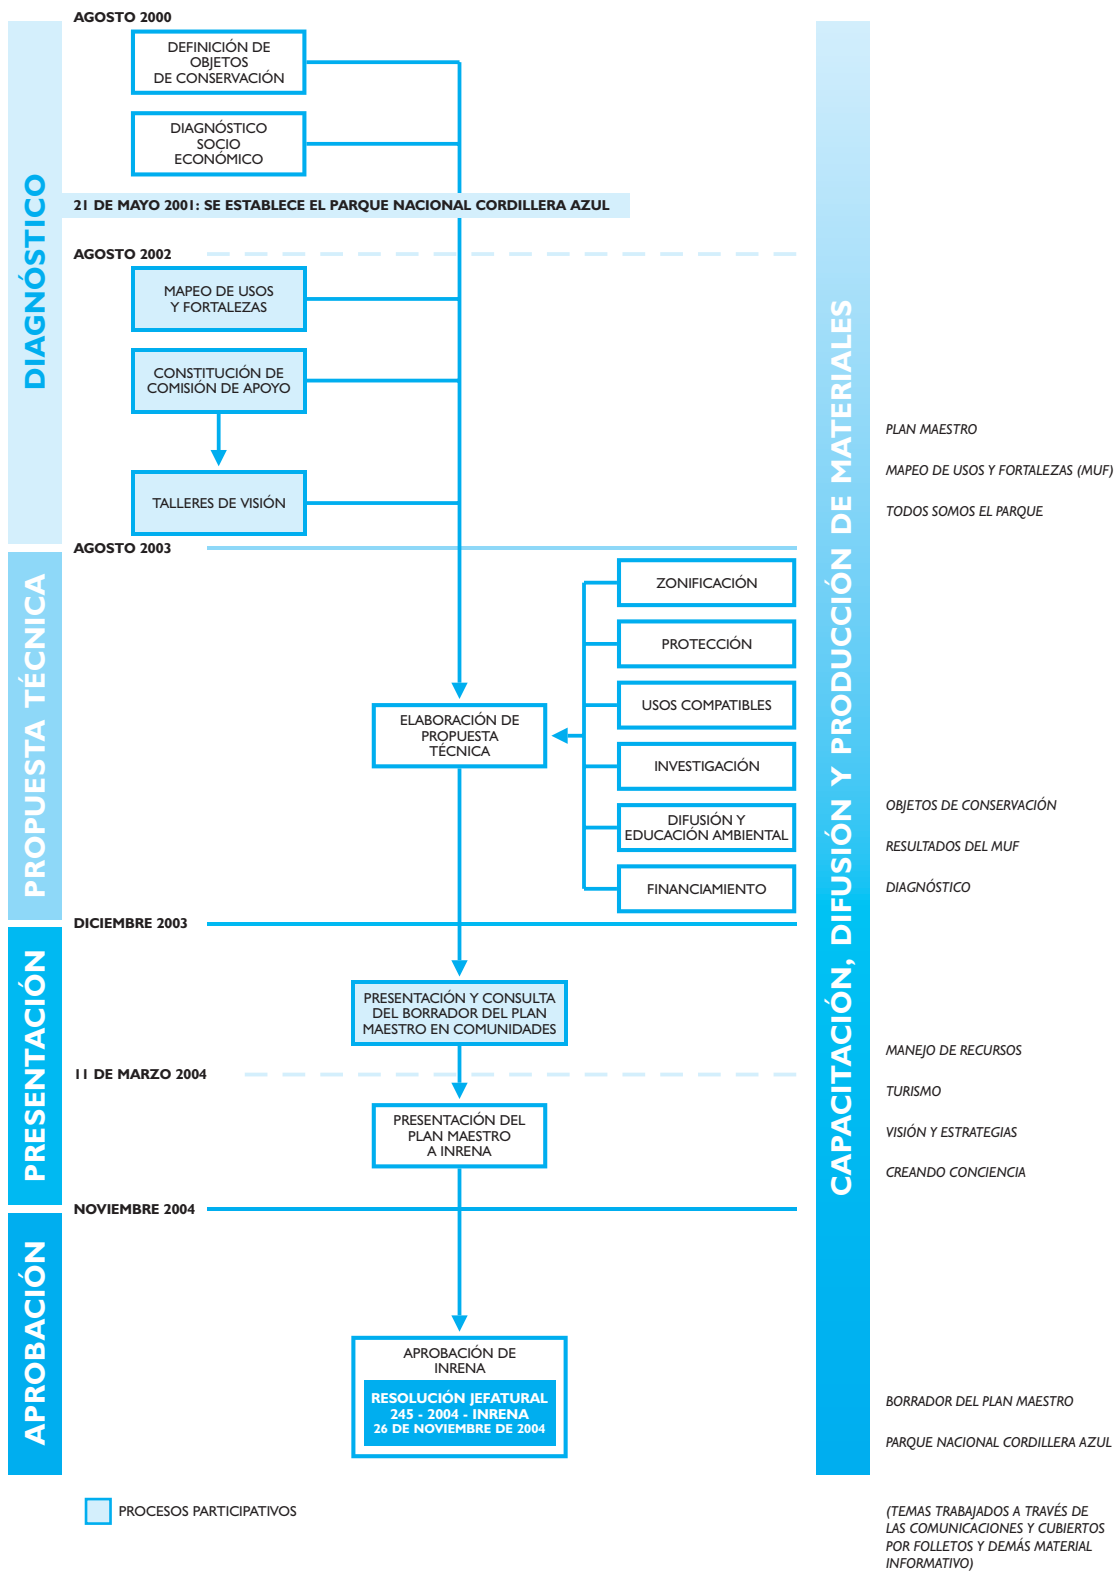 AGOSTO 2000
DEFINICIÓN DE
OBJETOS
DE CONSERVACIÓN
DIAGNÓSTICO
SOCIO
ECONÓMICO
21 DE MAYO 2001: SE ESTABLECE EL PARQUE NACIONAL CORDILLERA AZUL
DIAGNÓSTICO
AGOSTO 2002
MAPEO DE USOS
Y FORTALEZAS
CONSTITUCIÓN DE
COMISIÓN DE APOYO
TALLERES DE VISIÓN
AGOSTO 2003
PROPUESTA TÉCNICA
ZONIFICACIÓN
PROTECCIÓN
USOS COMPATIBLES
INVESTIGACIÓN
DIFUSIÓN Y
EDUCACIÓN AMBIENTAL
FINANCIAMIENTO
ELABORACIÓN DE
PROPUESTA
TÉCNICA
DICIEMBRE 2003
PRESENTACIÓN
PRESENTACIÓN Y CONSULTA
DEL BORRADOR DEL PLAN
MAESTRO EN COMUNIDADES
11 DE MARZO 2004
PRESENTACIÓN DEL
PLAN MAESTRO
A INRENA
NOVIEMBRE 2004
APROBACIÓN
APROBACIÓN DE
INRENA
RESOLUCIÓN JEFATURAL
245 - 2004 - INRENA
26 DE NOVIEMBRE DE 2004
PROCESOS PARTICIPATIVOS
CAPACITACIÓN, DIFUSIÓN Y PRODUCCIÓN DE MATERIALES
PLAN MAESTRO
MAPEO DE USOS Y FORTALEZAS (MUF)
TODOS SOMOS EL PARQUE
OBJETOS DE CONSERVACIÓN
RESULTADOS DEL MUF
DIAGNÓSTICO
MANEJO DE RECURSOS
TURISMO
VISIÓN Y ESTRATEGIAS
CREANDO CONCIENCIA
BORRADOR DEL PLAN MAESTRO
PARQUE NACIONAL CORDILLERA AZUL
(TEMAS TRABAJADOS A TRAVÉS DE
LAS COMUNICACIONES Y CUBIERTOS
POR FOLLETOS Y DEMÁS MATERIAL
INFORMATIVO)